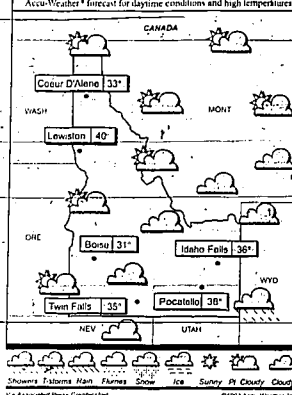 Accu-Weather® forecast for daytime conditions and high temperatures
CANADA
Coeur D'Alene 33°
WASH
MONT
Lewiston 40°
ORE
Boise 31°
Idaho Falls 36°
WYO
Twin Falls 35°
Pocatello 38°
NEV
UTAH
Showers T-storms Rain Flurries Snow Ice Sunny Pt Cloudy Cloudy